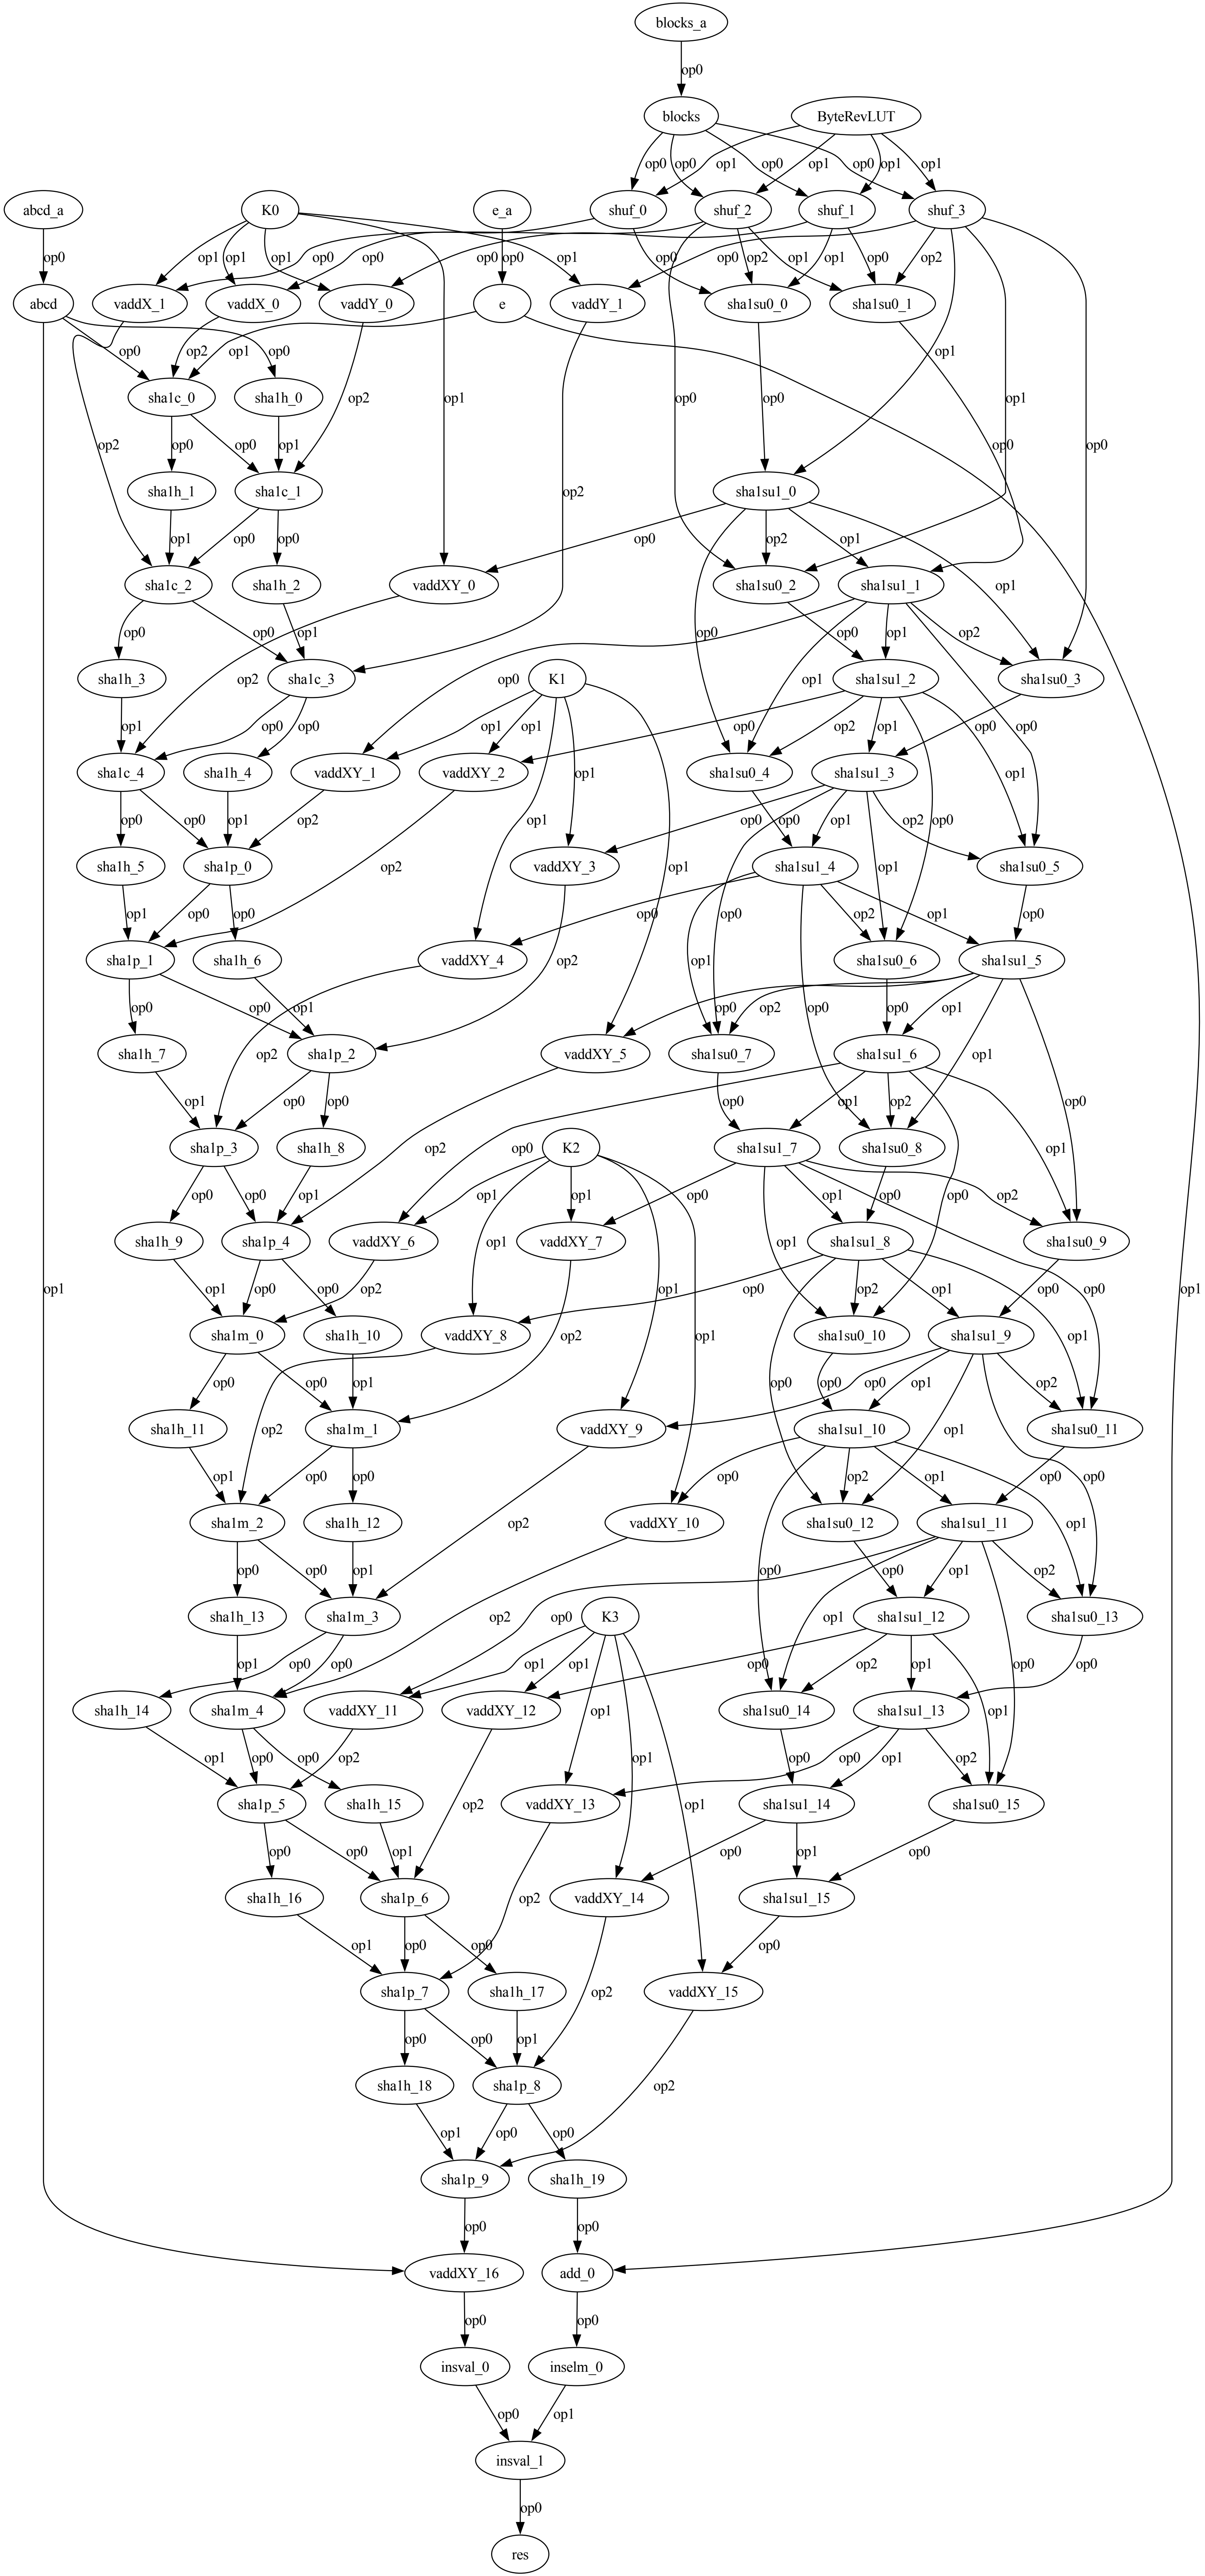 blocks_a
op0
blocks ByteRevLUT
op0 op0 op1 op0 op1 op0 op1 op1
abcd_a K0 e_a shuf_0 shuf_2 shuf_1 shuf_3
op0 op1 op1 op0 op1 op0 op0 op0 op1 op0 op0 op2 op1 op1 op0 op2
abcd vaddX_1 vaddX_0 vaddY_0 e vaddY_1 sha1su0_0 sha1su0_1
op0 op2 op1 op0 op1
sha1c_0 sha1h_0
op2 op1 op0 op0 op1
op2 op0 op0 op1 op0 op0
sha1h_1 sha1c_1 op2 sha1su1_0
op1 op0 op0 op0 op2 op1
sha1c_2 sha1h_2 vaddXY_0 sha1su0_2 sha1su1_1 op1
op0 op0 op1 op0 op0 op1 op2
sha1h_3 op2 sha1c_3 op0 K1 op1 sha1su1_2 sha1su0_3
op1 op0 op0 op1 op1 op0 op2 op1 op0 op0
sha1c_4 sha1h_4 vaddXY_1 vaddXY_2 op1 sha1su0_4 sha1su1_3 op1
op0 op0 op1 op2 op1 op0 op0 op1 op2 op0
sha1h_5 sha1p_0 op2 vaddXY_3 op1 sha1su1_4 op1 sha1su0_5
op1 op0 op0 op0 op0 op2 op1 op0
sha1p_1 sha1h_6 vaddXY_4 op2 op1 sha1su0_6 sha1su1_5
op0 op0 op1 op0 op2 op0 op0 op1
sha1h_7 op2 sha1p_2 vaddXY_5 sha1su0_7 sha1su1_6 op1
op1 op0 op0 op0 op1 op2 op0
sha1p_3 sha1h_8 op2 op0 K2 sha1su1_7 sha1su0_8 op1
op0 op0 op1 op1 op1 op0 op1 op0 op0 op2
sha1h_9 sha1p_4 vaddXY_6 op1 vaddXY_7 op1 sha1su1_8 sha1su0_9
op1 op0 op0 op2 op0 op1 op2 op1 op0 op0
sha1m_0 sha1h_10 vaddXY_8 op2 op1 sha1su0_10 sha1su1_9 op1
op0 op0 op1 op0 op0 op0 op1 op2
sha1h_11 op2 sha1m_1 vaddXY_9 sha1su1_10 op1 sha1su0_11
op1 op0 op0 op0 op2 op1 op0 op0
sha1m_2 sha1h_12 op2 vaddXY_10 sha1su0_12 sha1su1_11 op1
op0 op0 op1 op0 op0 op1 op2
sha1h_13 sha1m_3 op2 op0 K3 op1 sha1su1_12 sha1su0_13
op1 op0 op0 op1 op1 op0 op2 op1 op0 op0
sha1h_14 sha1m_4 vaddXY_11 vaddXY_12 op1 sha1su0_14 sha1su1_13 op1
op1 op0 op0 op2 op1 op0 op0 op1 op2
sha1p_5 sha1h_15 op2 vaddXY_13 op1 sha1su1_14 sha1su0_15
op0 op0 op1 op0 op1 op0
sha1h_16 sha1p_6 op2 vaddXY_14 sha1su1_15
op1 op0 op0 op0
sha1p_7 sha1h_17 op2 vaddXY_15
op0 op0 op1
sha1h_18 sha1p_8 op2
op1 op0 op0
sha1p_9 sha1h_19
op0 op0
vaddXY_16 add_0
op0 op0
insval_0 inselm_0
op0 op1
insval_1
op0
res